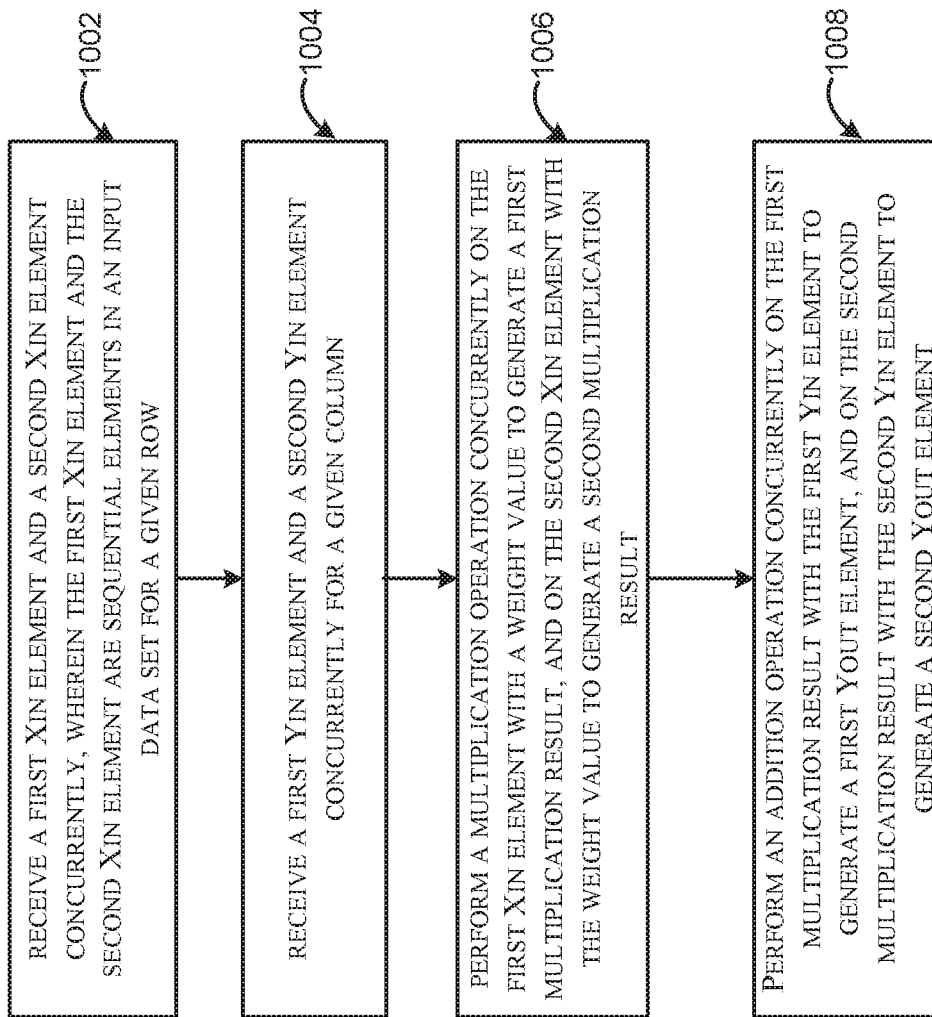 RECEIVE A FIRST XIN ELEMENT AND A SECOND XIN ELEMENT
CONCURRENTLY, WHEREIN THE FIRST XIN ELEMENT AND THE
SECOND XIN ELEMENT ARE SEQUENTIAL ELEMENTS IN AN INPUT
DATA SET FOR A GIVEN ROW
1002
RECEIVE A FIRST YIN ELEMENT AND A SECOND YIN ELEMENT
CONCURRENTLY FOR A GIVEN COLUMN
1004
PERFORM A MULTIPLICATION OPERATION CONCURRENTLY ON THE
FIRST XIN ELEMENT WITH A WEIGHT VALUE TO GENERATE A FIRST
MULTIPLICATION RESULT, AND ON THE SECOND XIN ELEMENT WITH
THE WEIGHT VALUE TO GENERATE A SECOND MULTIPLICATION
RESULT
1006
PERFORM AN ADDITION OPERATION CONCURRENTLY ON THE FIRST
MULTIPLICATION RESULT WITH THE FIRST YIN ELEMENT TO
GENERATE A FIRST YOUT ELEMENT, AND ON THE SECOND
MULTIPLICATION RESULT WITH THE SECOND YIN ELEMENT TO
GENERATE A SECOND YOUT ELEMENT
1008